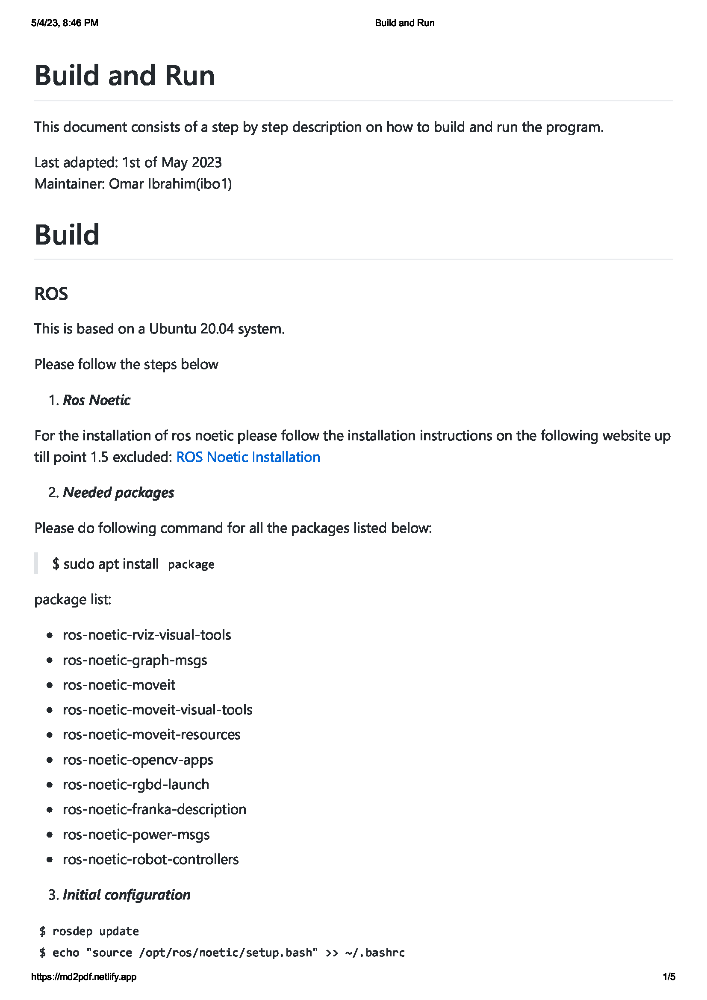 5/4/23, 8:46 PM Build and Run
Build and Run
This document consists of a step by step description on how to build and run the program.
Last adapted: 1st of May 2023
Maintainer: Omar Ibrahim(ibo1)
Build
ROS
This is based on a Ubuntu 20.04 system.
Please follow the steps below
1. Ros Noetic
For the installation of ros noetic please follow the installation instructions on the following website up
till point 1.5 excluded: ROS Noetic Installation
2. Needed packages
Please do following command for all the packages listed below:
$ sudo apt install package
package list:
• ros-noetic-rviz-visual-tools
• ros-noetic-graph-msgs
• ros-noetic-moveit
• ros-noetic-moveit-visual-tools
• ros-noetic-moveit-resources
• ros-noetic-opencv-apps
• ros-noetic-rgbd-launch
• ros-noetic-franka-description
• ros-noetic-power-msgs
• ros-noetic-robot-controllers
3. Initial configuration
$ rosdep update
$ echo "source /opt/ros/noetic/setup.bash" >> ~/.bashrc
https://md2pdf.netlify.app 1/5